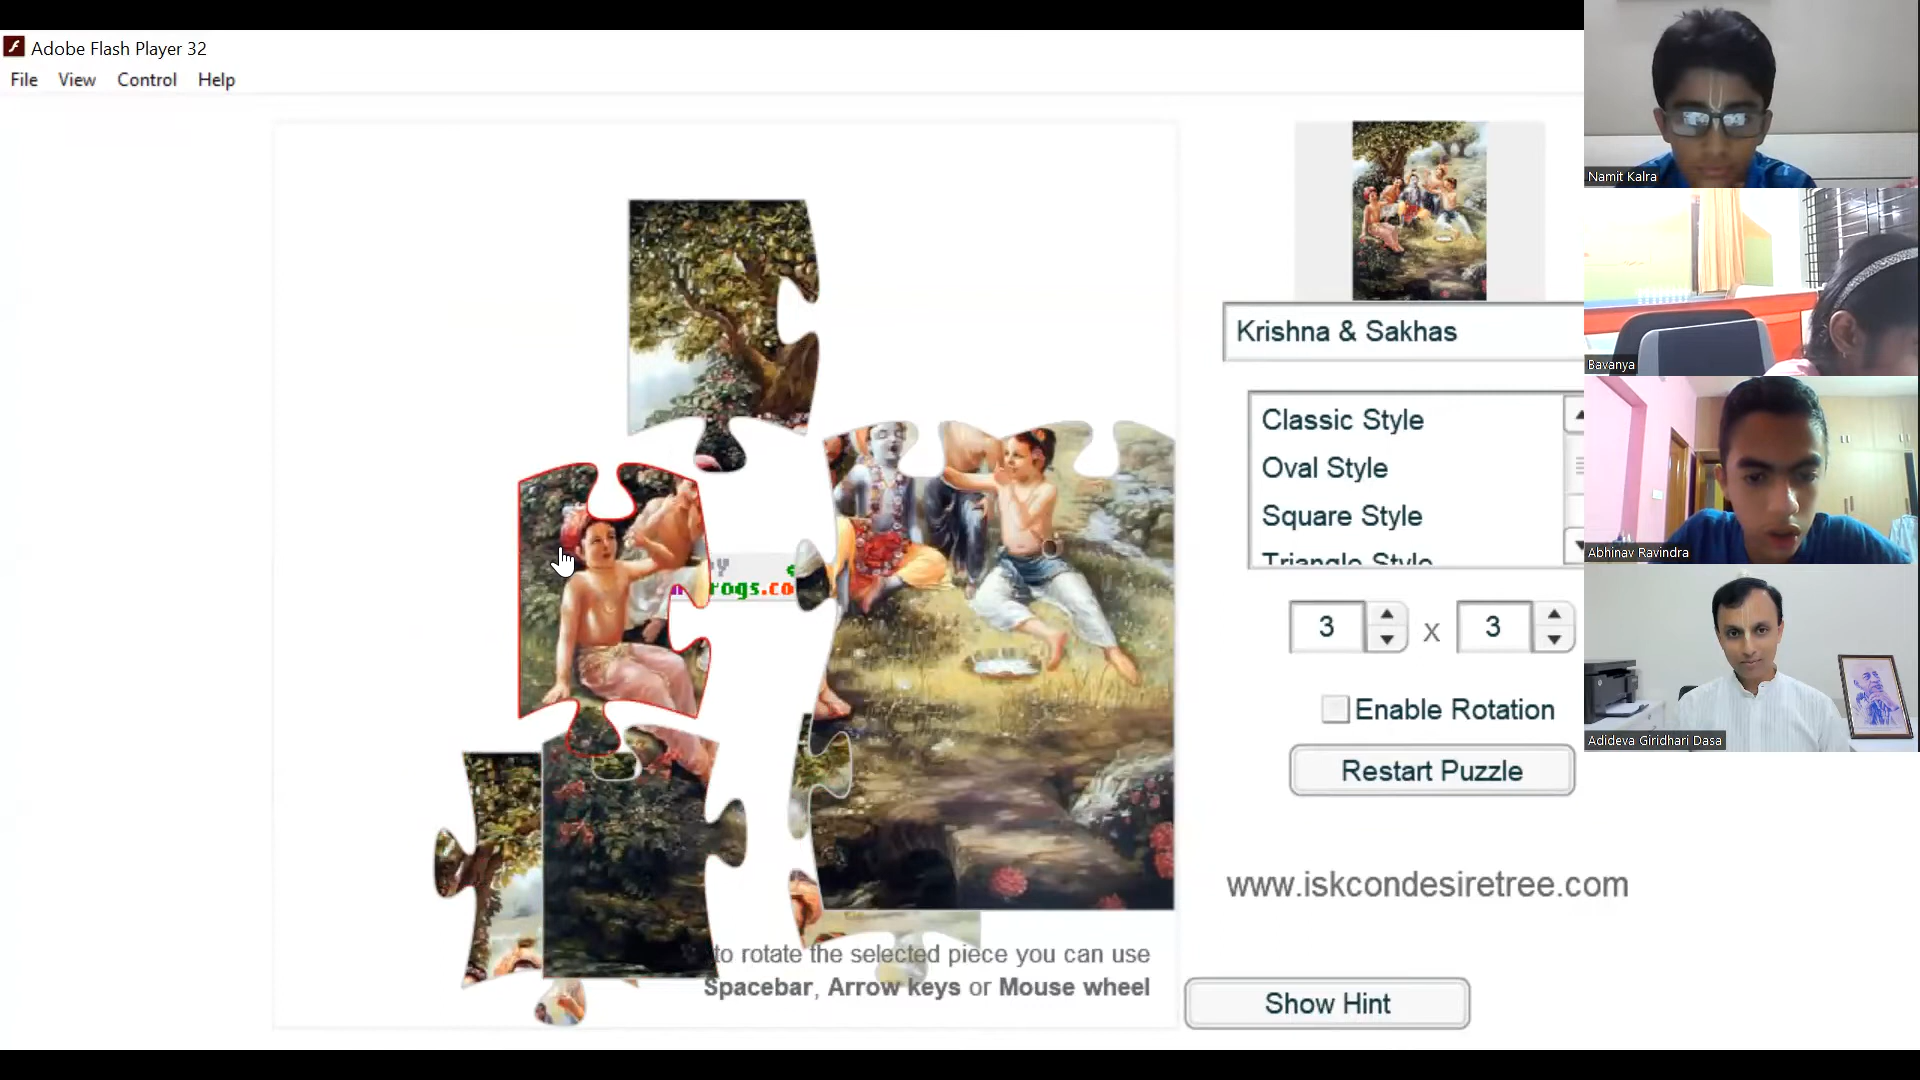 Adobe Flash Player 32
File View Control Help
Krishna & Sakhas
Classic Style
Oval Style
Square Style
Triangle Style
3 x 3
Enable Rotation
Restart Puzzle
www.iskcondesiretree.com
to rotate the selected piece you can use
Spacebar, Arrow keys or Mouse wheel
Show Hint
Namit Kalra
Bavanya
Abhinav Ravindra
Adideva Giridhari Dasa